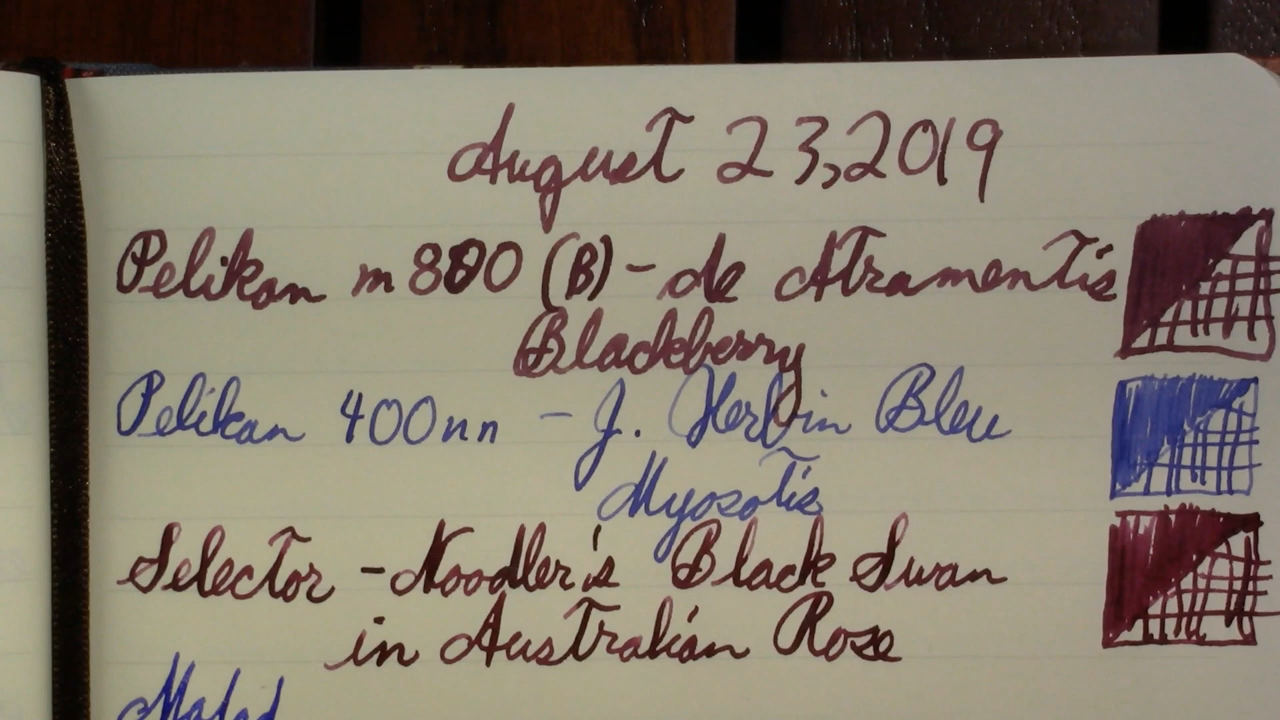 August 23,2019
Pelikan m800 (B) - de Atramentis
Blackberry
Pelikan 400nn - J. Herbin Bleu
Myosotis
Selector - Noodler's Black Swan
in Australian Rose